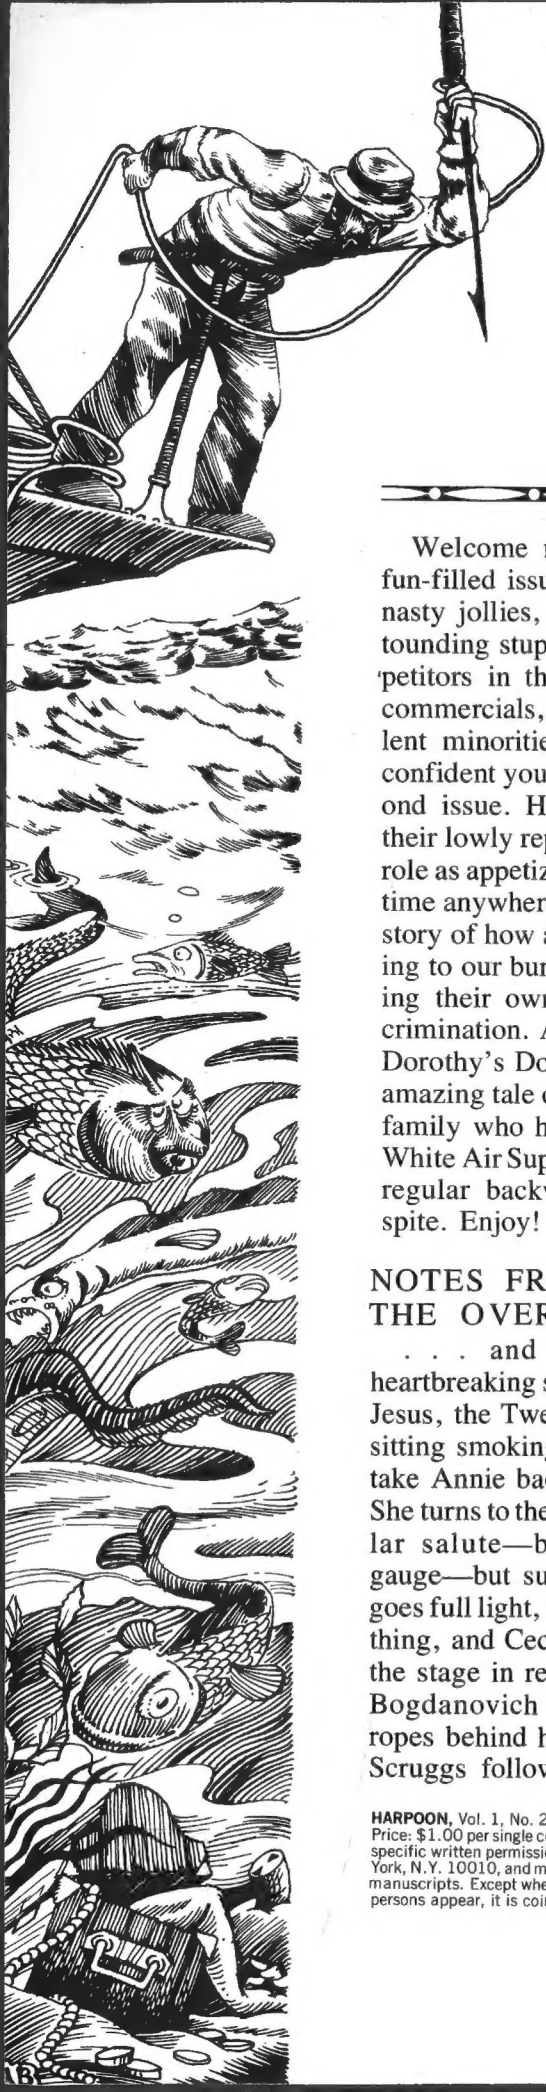 Welcome
fun-filled issu
nasty jollies,
tounding stup
petitors in th
commercials,
lent minoritie
confident you
ond issue. H
their lowly rep
role as appetiz
time anywher
story of how a
ing to our bur
ing their own
crimination. A
Dorothy's Do
amazing tale o
family who h
White Air Sup
regular backw
spite. Enjoy!
NOTES FR
THE OVER
. . . and
heartbreaking s
Jesus, the Twe
sitting smokin
take Annie ba
She turns to the
lar salute—b
gauge—but su
goes full light,
thing, and Cec
the stage in re
Bogdanovich
ropes behind h
Scruggs follow
HARPOON, Vol. 1, No. 2
Price: $1.00 per single c
specific written permissi
York, N.Y. 10010, and m
manuscripts. Except whe
persons appear, it is coi